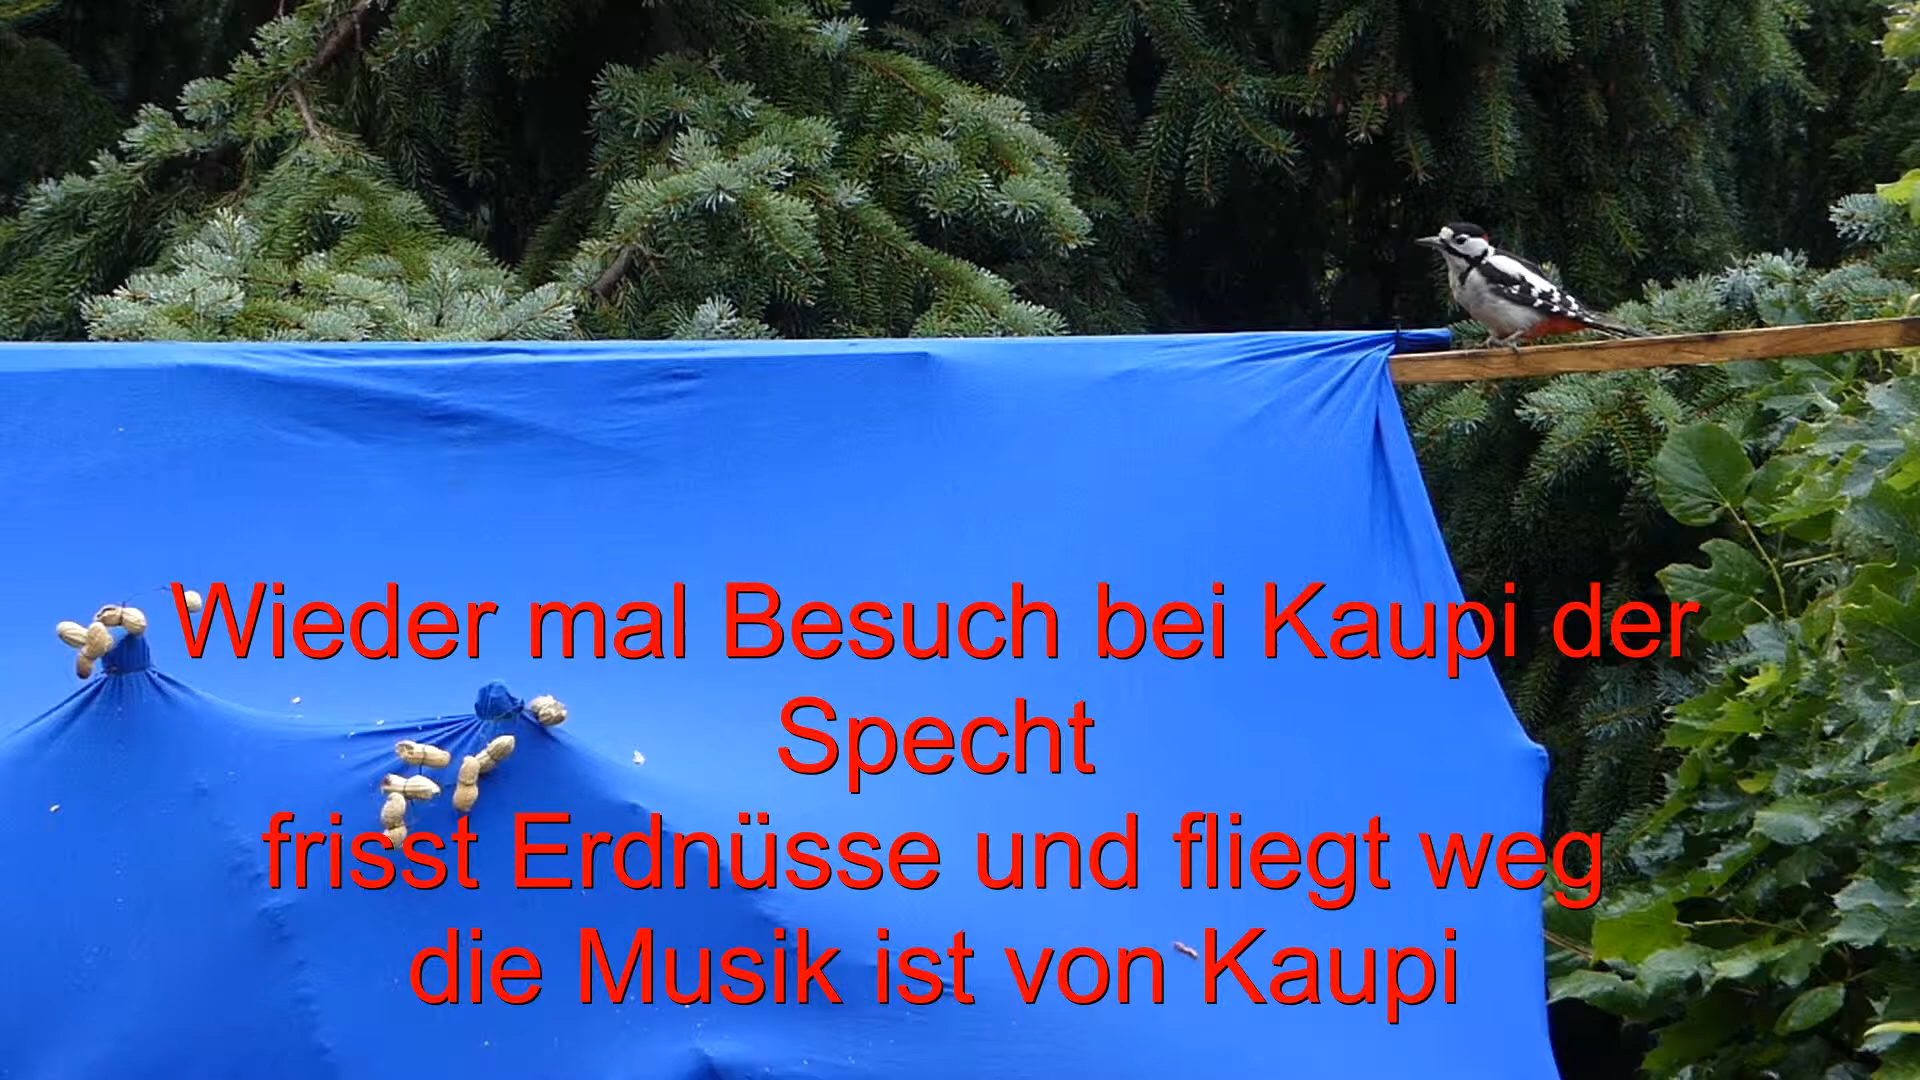 Wieder mal Besuch bei Kaupi der
Specht
frisst Erdnüsse und fliegt weg
die Musik ist von Kaupi